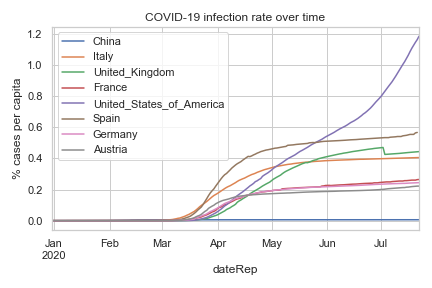 COVID-19 infection rate over time
China
Italy
United_Kingdom
France
United_States_of_America
Spain
Germany
Austria
% cases per capita
1.2
1.0
0.8
0.6
0.4
0.2
0.0
Jan Feb Mar Apr May Jun Jul
2020
dateRep